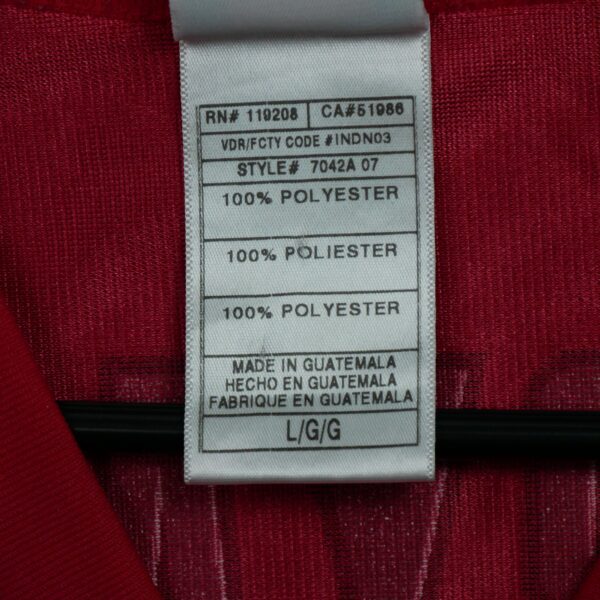 RN# 119208 CA#51986
VDR/FCTY CODE #INDN03
STYLE# 7042A 07
100% POLYESTER
100% POLIESTER
100% POLYESTER
MADE IN GUATEMALA
HECHO EN GUATEMALA
FABRIQUE EN GUATEMALA
L/G/G